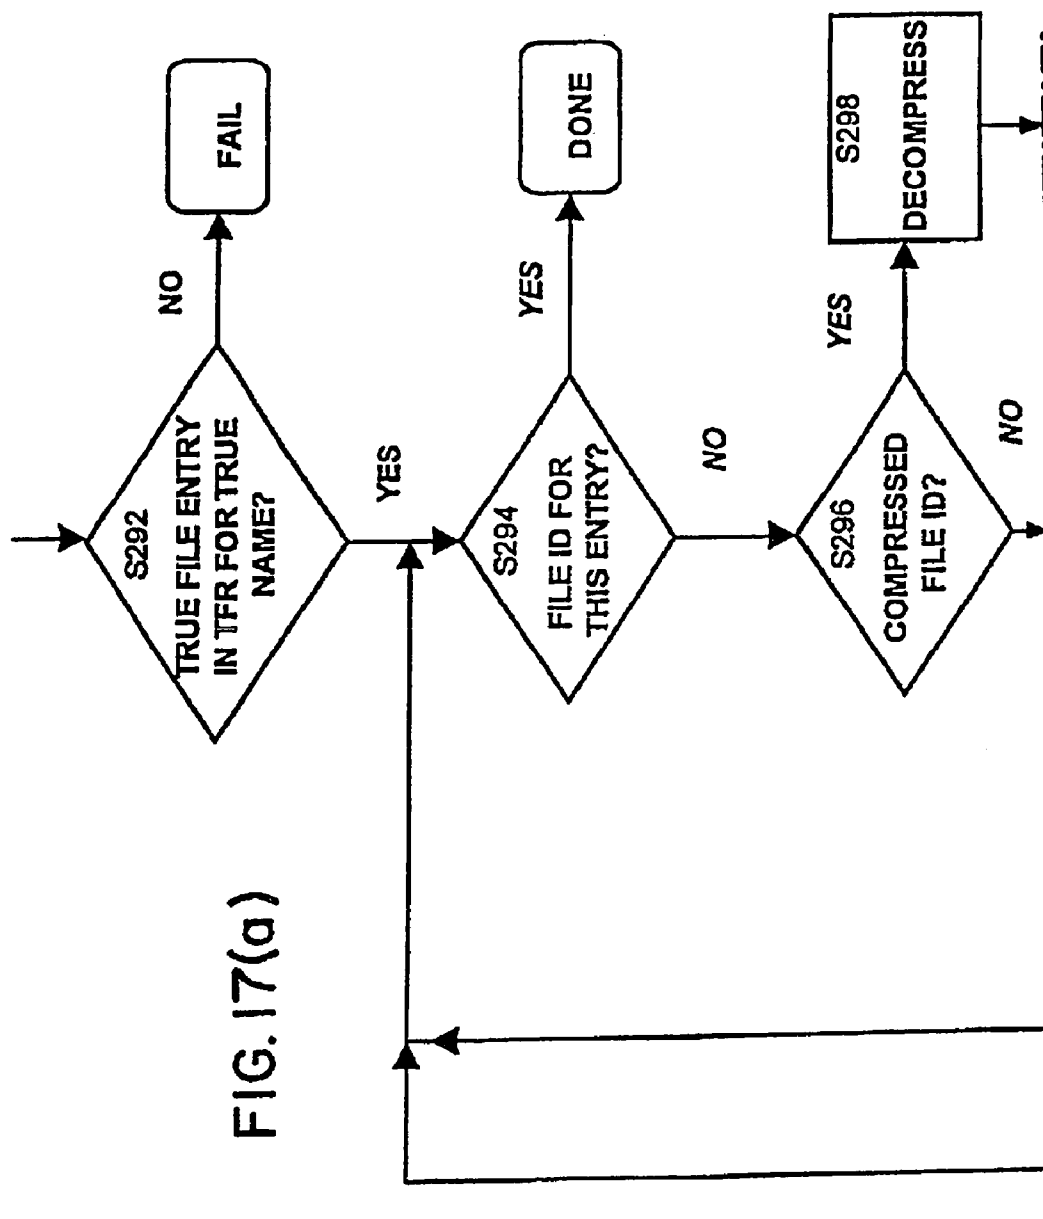 FIG. 17(a)
S292
TRUE FILE ENTRY
IN TFR FOR TRUE
NAME?
NO
FAIL
YES
S294
FILE ID FOR
THIS ENTRY?
YES
DONE
NO
S296
COMPRESSED
FILE ID?
YES
S298
DECOMPRESS
NO